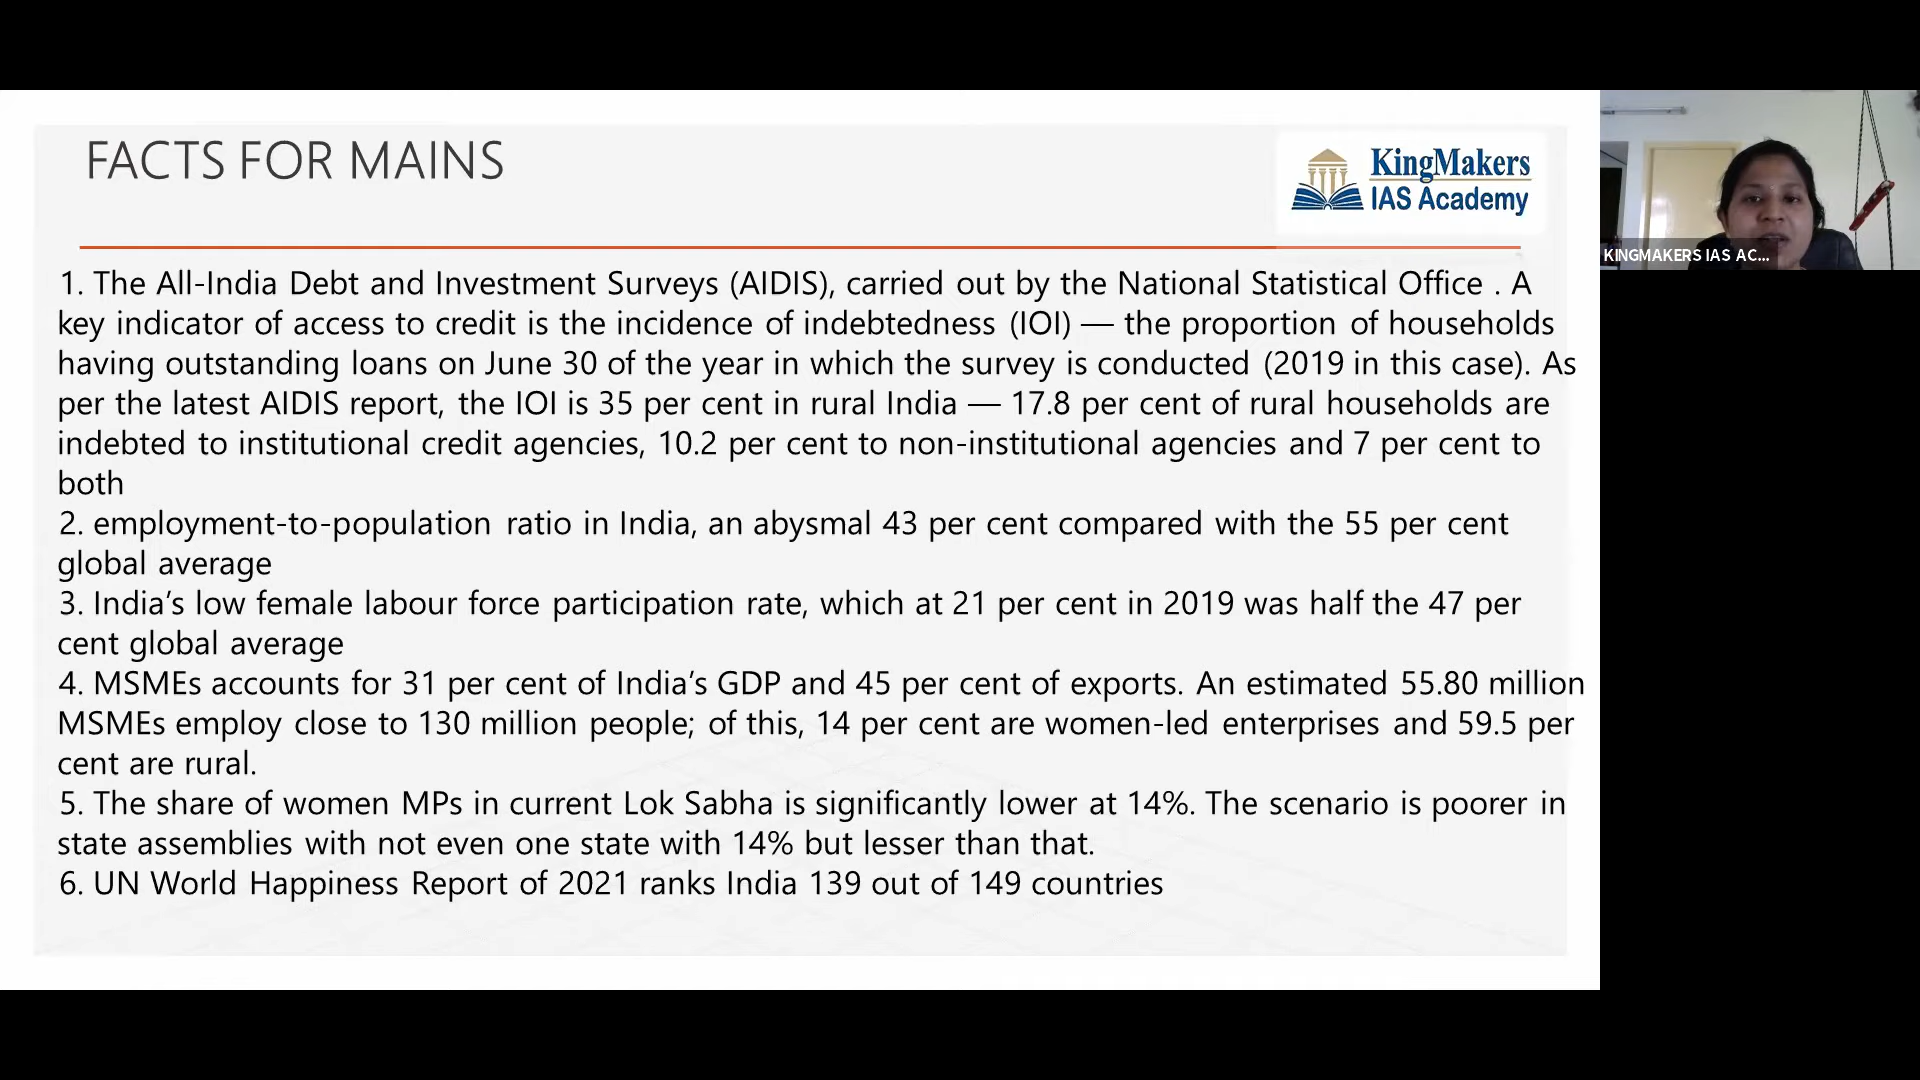 FACTS FOR MAINS
KingMakers
IAS Academy
KINGMAKERS IAS AC...
1. The All-India Debt and Investment Surveys (AIDIS), carried out by the National Statistical Office . A
key indicator of access to credit is the incidence of indebtedness (IOI) — the proportion of households
having outstanding loans on June 30 of the year in which the survey is conducted (2019 in this case). As
per the latest AIDIS report, the IOI is 35 per cent in rural India — 17.8 per cent of rural households are
indebted to institutional credit agencies, 10.2 per cent to non-institutional agencies and 7 per cent to
both
2. employment-to-population ratio in India, an abysmal 43 per cent compared with the 55 per cent
global average
3. India’s low female labour force participation rate, which at 21 per cent in 2019 was half the 47 per
cent global average
4. MSMEs accounts for 31 per cent of India’s GDP and 45 per cent of exports. An estimated 55.80 million
MSMEs employ close to 130 million people; of this, 14 per cent are women-led enterprises and 59.5 per
cent are rural.
5. The share of women MPs in current Lok Sabha is significantly lower at 14%. The scenario is poorer in
state assemblies with not even one state with 14% but lesser than that.
6. UN World Happiness Report of 2021 ranks India 139 out of 149 countries